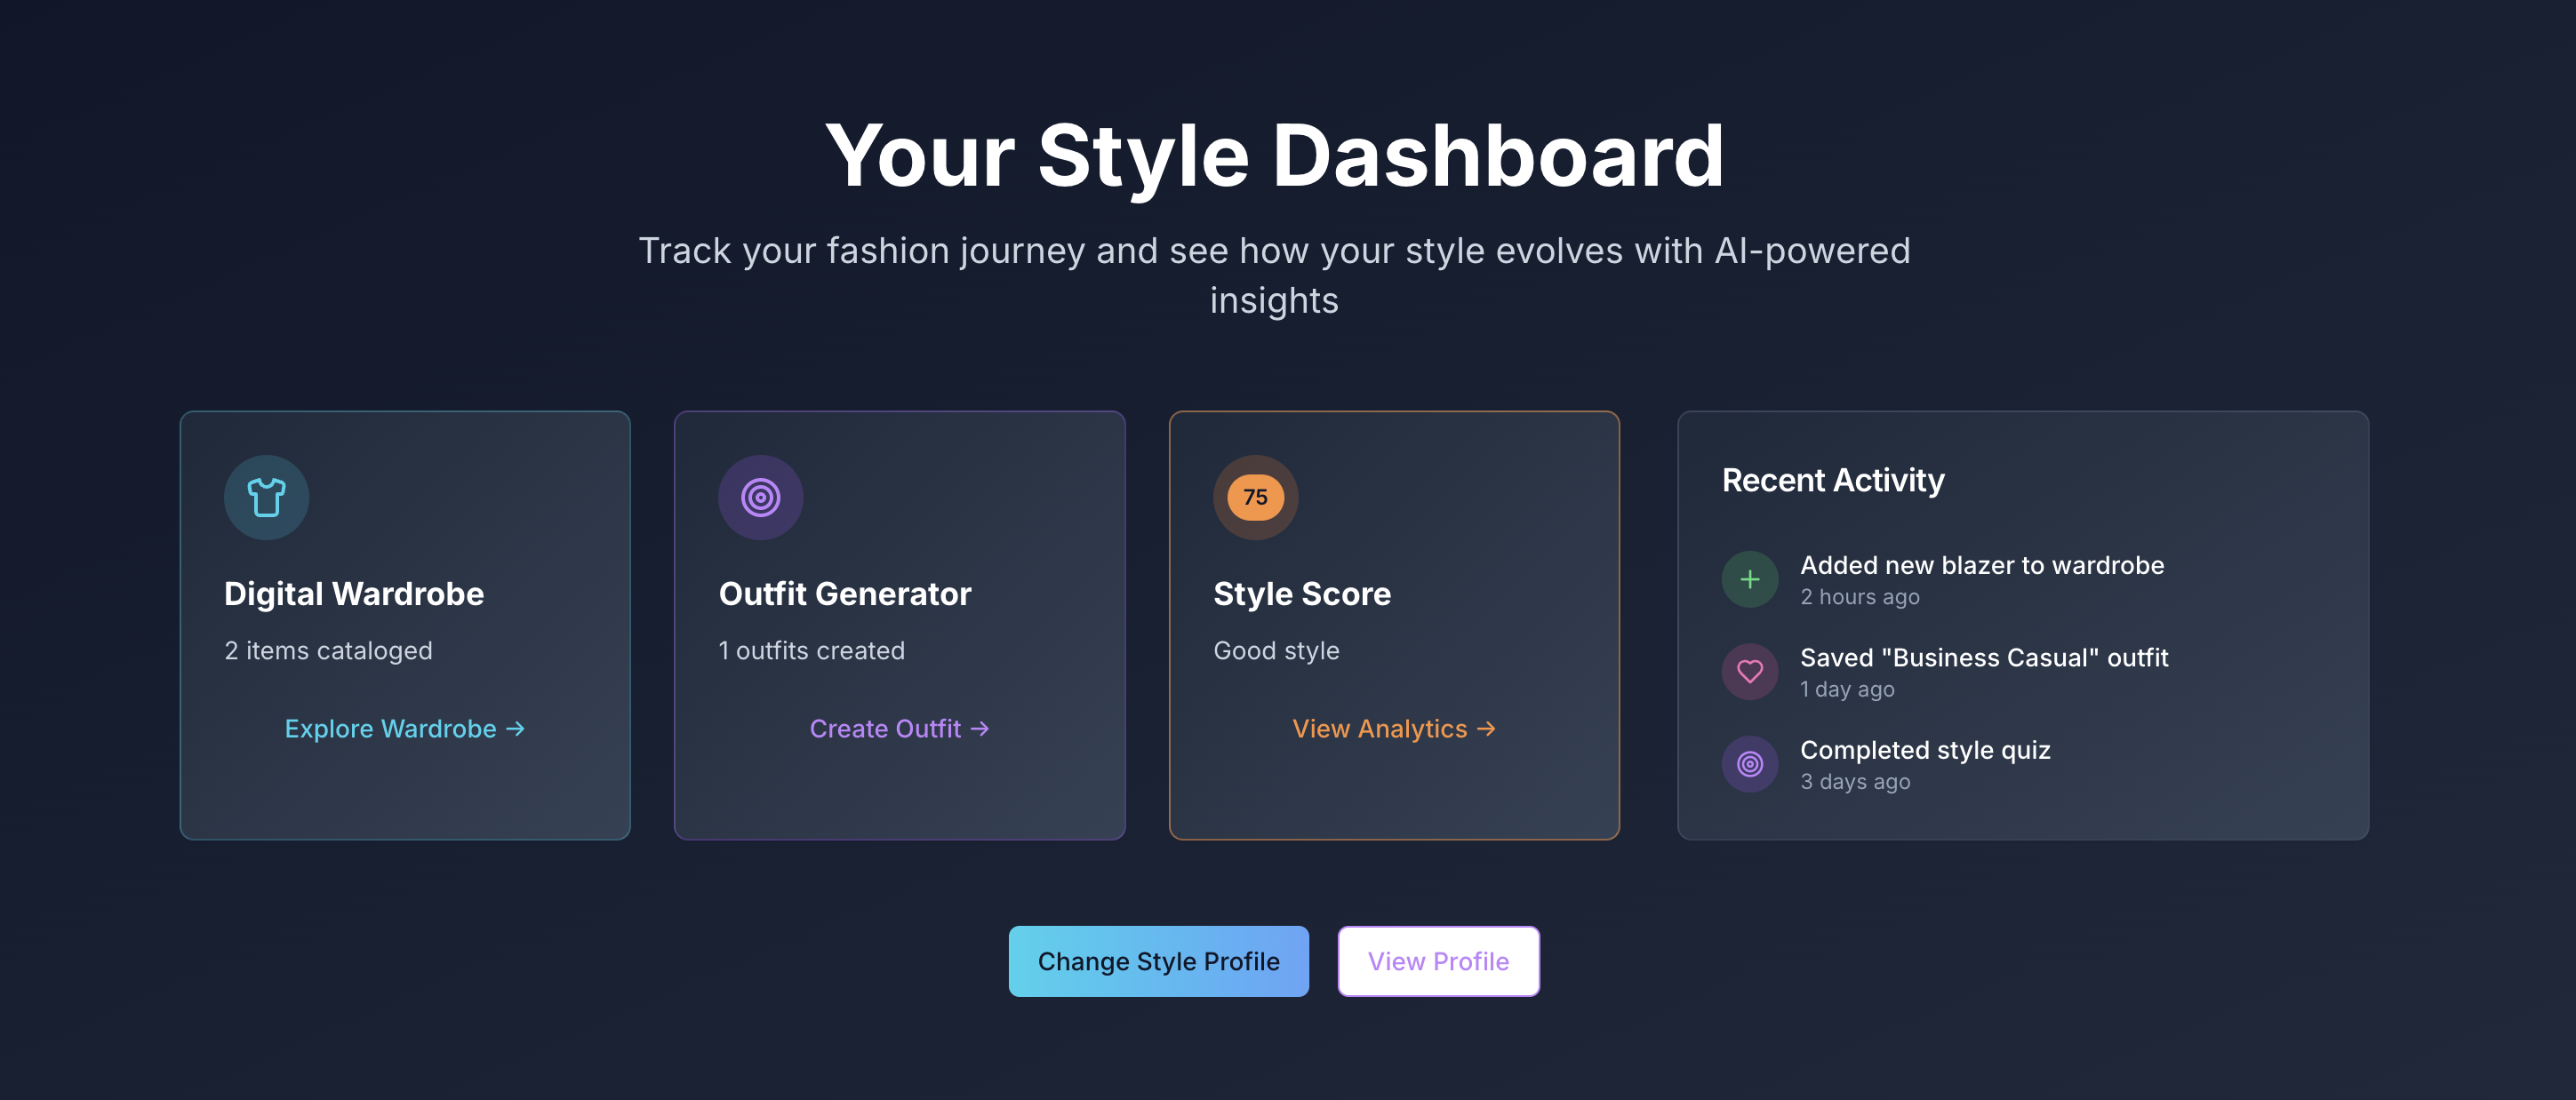 Your Style Dashboard
Track your fashion journey and see how your style evolves with AI-powered
insights
Digital Wardrobe
2 items cataloged
Explore Wardrobe →
Outfit Generator
1 outfits created
Create Outfit →
75
Style Score
Good style
View Analytics →
Recent Activity
Added new blazer to wardrobe
2 hours ago
Saved "Business Casual" outfit
1 day ago
Completed style quiz
3 days ago
Change Style Profile
View Profile